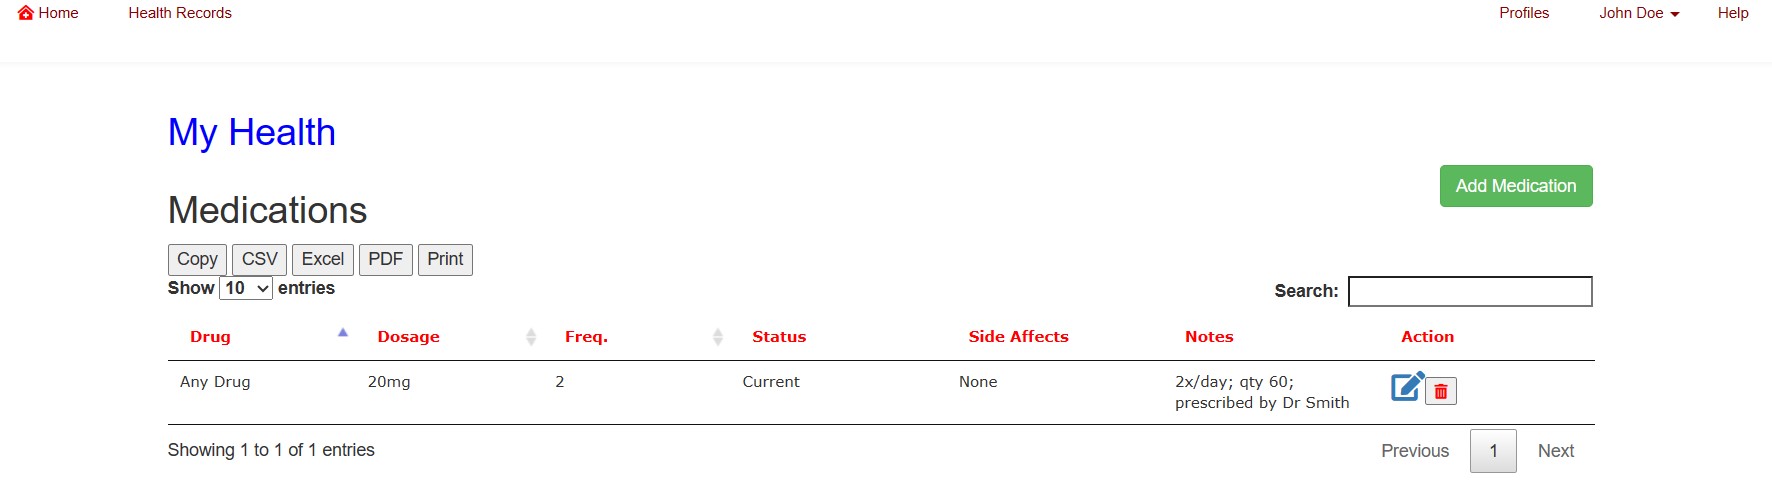 Home Health Records Profiles John Doe Help
My Health
Add Medication
Medications
Copy CSV Excel PDF Print
Show 10 entries Search:
Drug Dosage Freq. Status Side Affects Notes Action
Any Drug 20mg 2 Current None 2x/day; qty 60;
prescribed by Dr Smith
Showing 1 to 1 of 1 entries Previous 1 Next